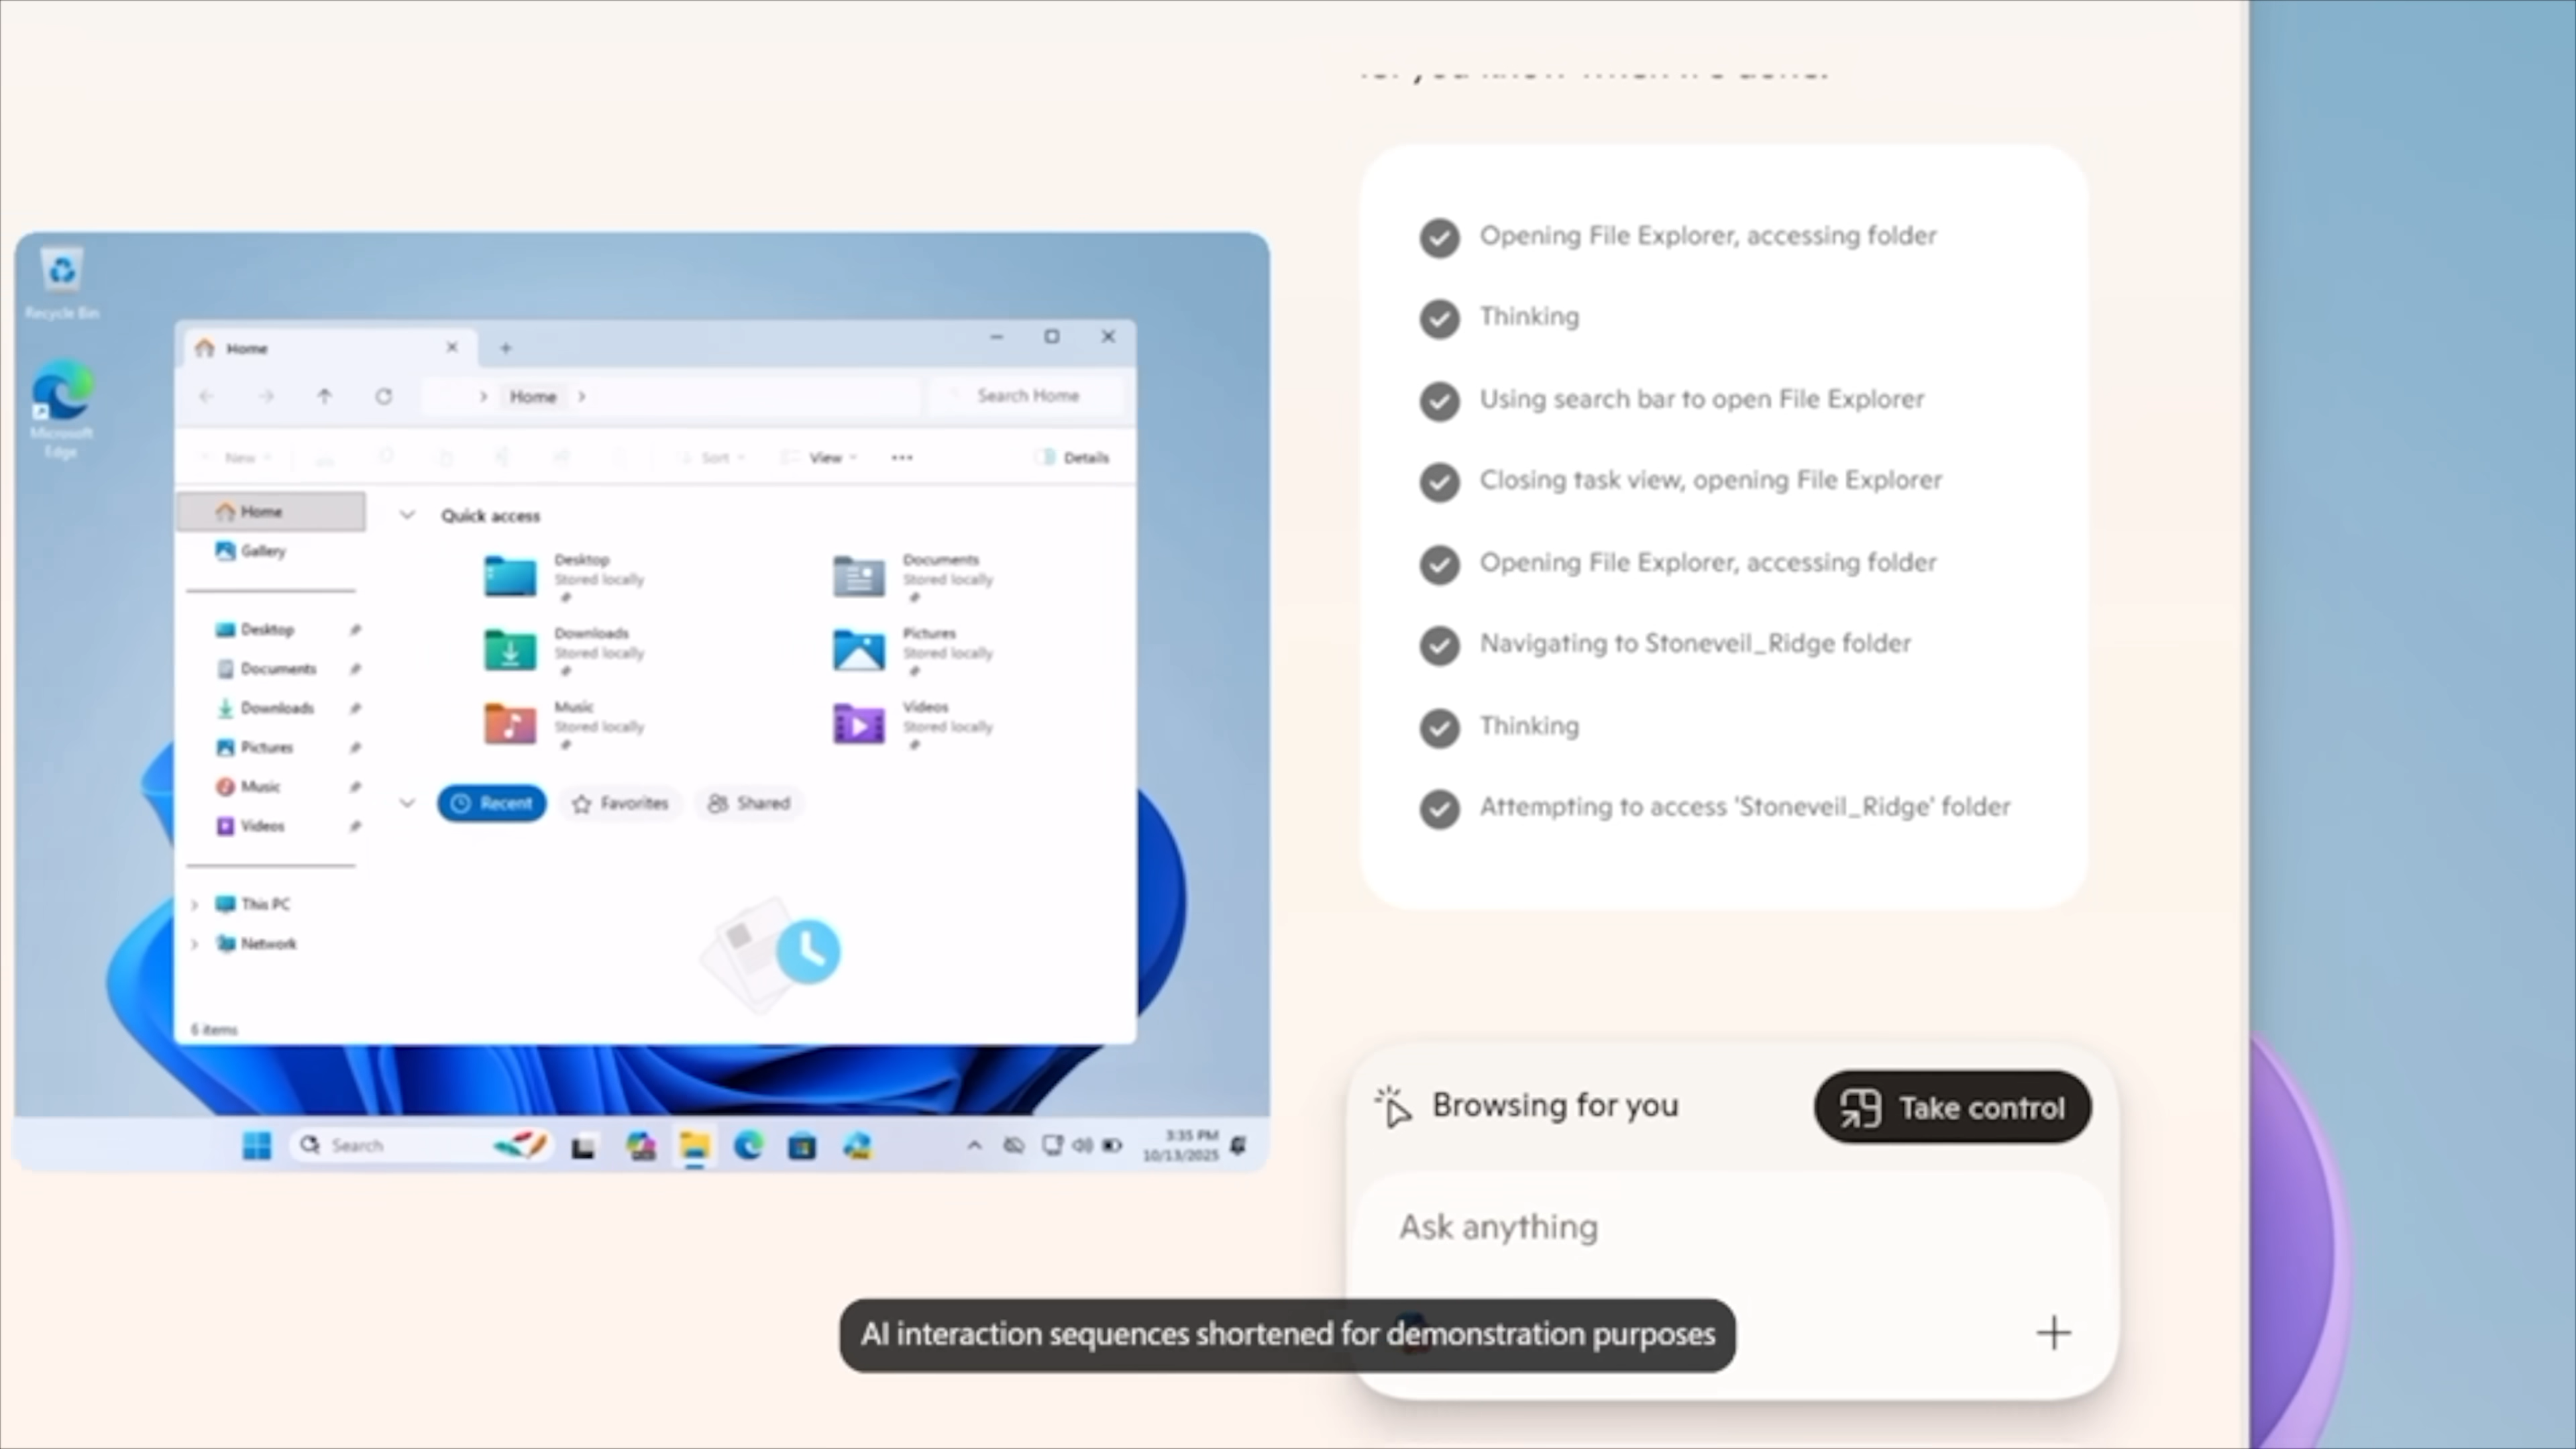 Recycle Bin
Microsoft
Edge
Home
Home
Search Home
New
Sort
View
Details
Home
Gallery
Desktop
Documents
Downloads
Pictures
Music
Videos
This PC
Network
6 items
Quick access
Desktop
Stored locally
Documents
Stored locally
Downloads
Stored locally
Pictures
Stored locally
Music
Stored locally
Videos
Stored locally
Recent
Favorites
Shared
Search
3:35 PM
10/13/2025
Opening File Explorer, accessing folder
Thinking
Using search bar to open File Explorer
Closing task view, opening File Explorer
Opening File Explorer, accessing folder
Navigating to Stoneveil_Ridge folder
Thinking
Attempting to access 'Stoneveil_Ridge' folder
Browsing for you
Take control
Ask anything
AI interaction sequences shortened for demonstration purposes